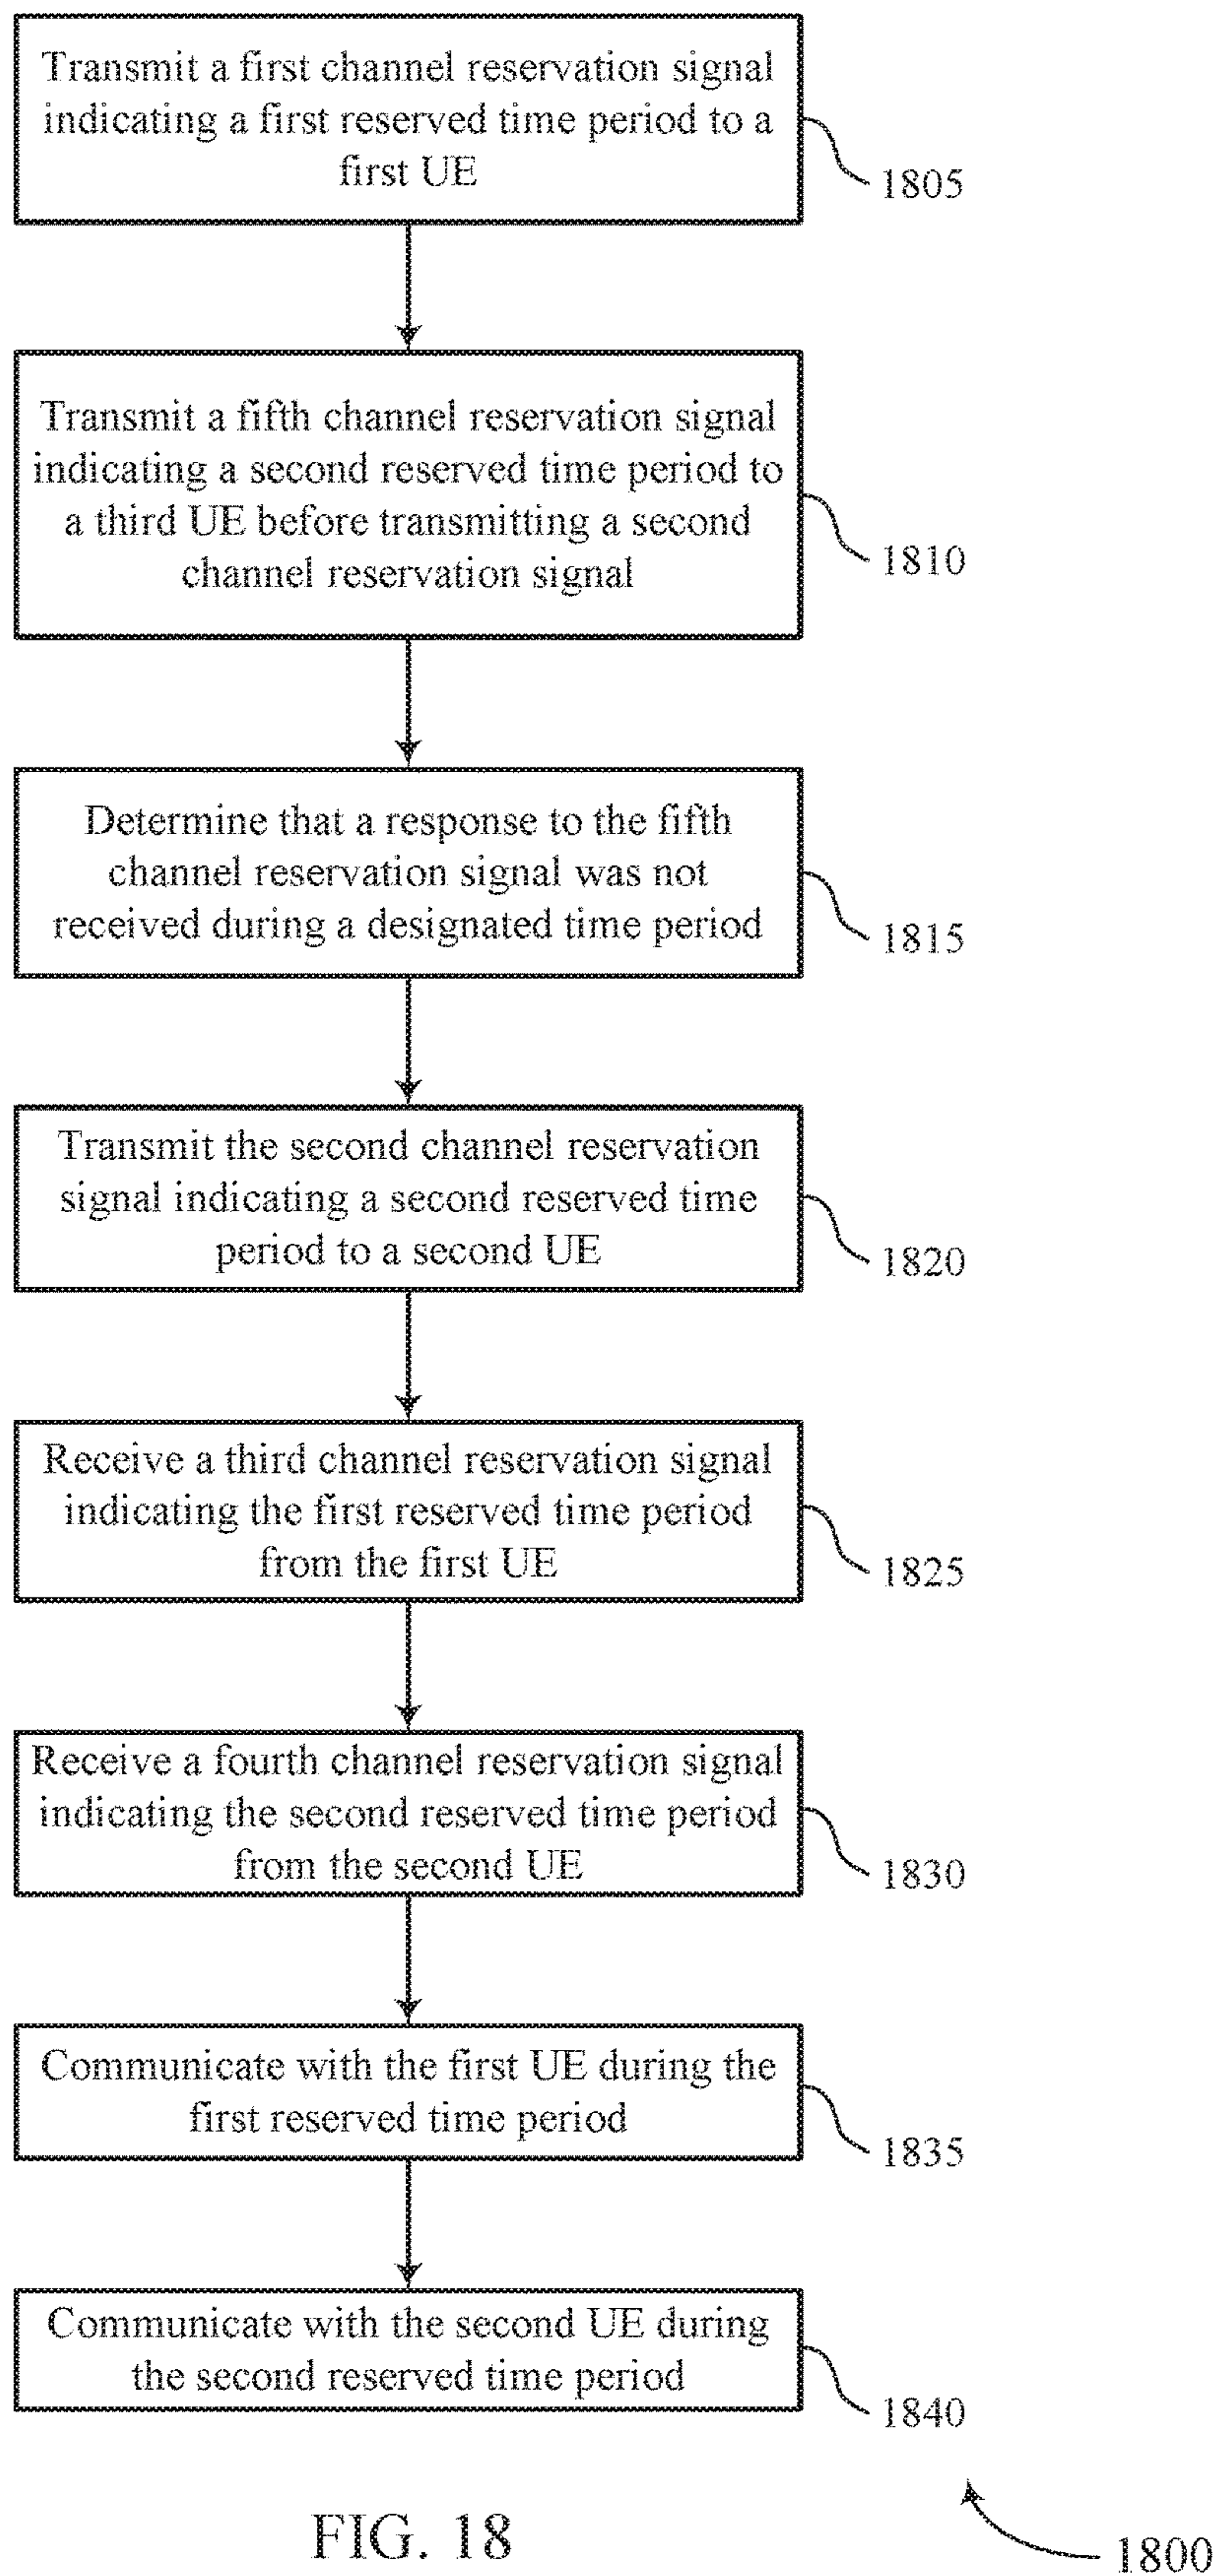 Transmit a first channel reservation signal
indicating a first reserved time period to a
first UE
1805
Transmit a fifth channel reservation signal
indicating a second reserved time period to
a third UE before transmitting a second
channel reservation signal
1810
Determine that a response to the fifth
channel reservation signal was not
received during a designated time period
1815
Transmit the second channel reservation
signal indicating a second reserved time
period to a second UE
1820
Receive a third channel reservation signal
indicating the first reserved time period
from the first UE
1825
Receive a fourth channel reservation signal
indicating the second reserved time period
from the second UE
1830
Communicate with the first UE during the
first reserved time period
1835
Communicate with the second UE during
the second reserved time period
1840
FIG. 18
1800